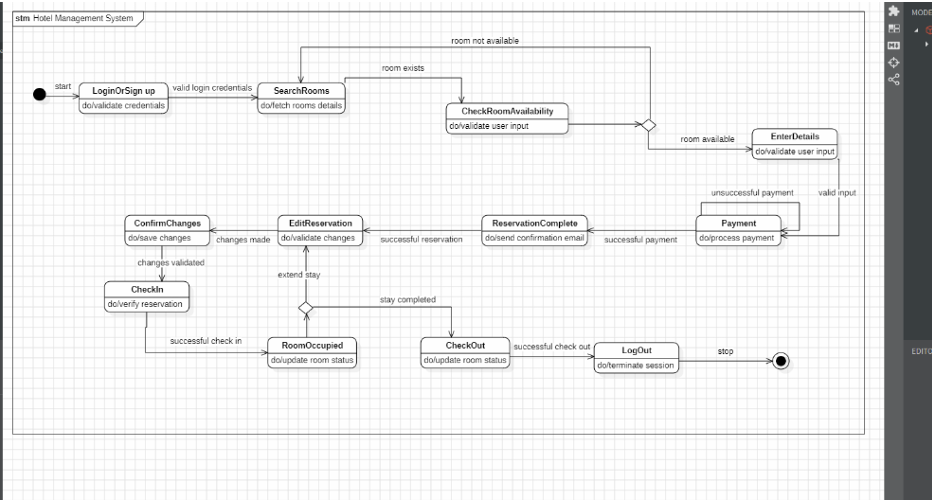 stm Hotel Management System
MODE
room not available
room exists
start
LoginOrSign up
do/validate credentials
valid login credentials
SearchRooms
do/fetch rooms details
CheckRoomAvailability
do/validate user input
room available
EnterDetails
do/validate user input
unsuccessful payment
valid input
ConfirmChanges
do/save changes
changes made
EditReservation
do/validate changes
successful reservation
ReservationComplete
do/send confirmation email
successful payment
Payment
do/process payment
changes validated
extend stay
CheckIn
do/verify reservation
stay completed
successful check in
RoomOccupied
do/update room status
CheckOut
do/update room status
successful check out
LogOut
do/terminate session
stop
EDITO